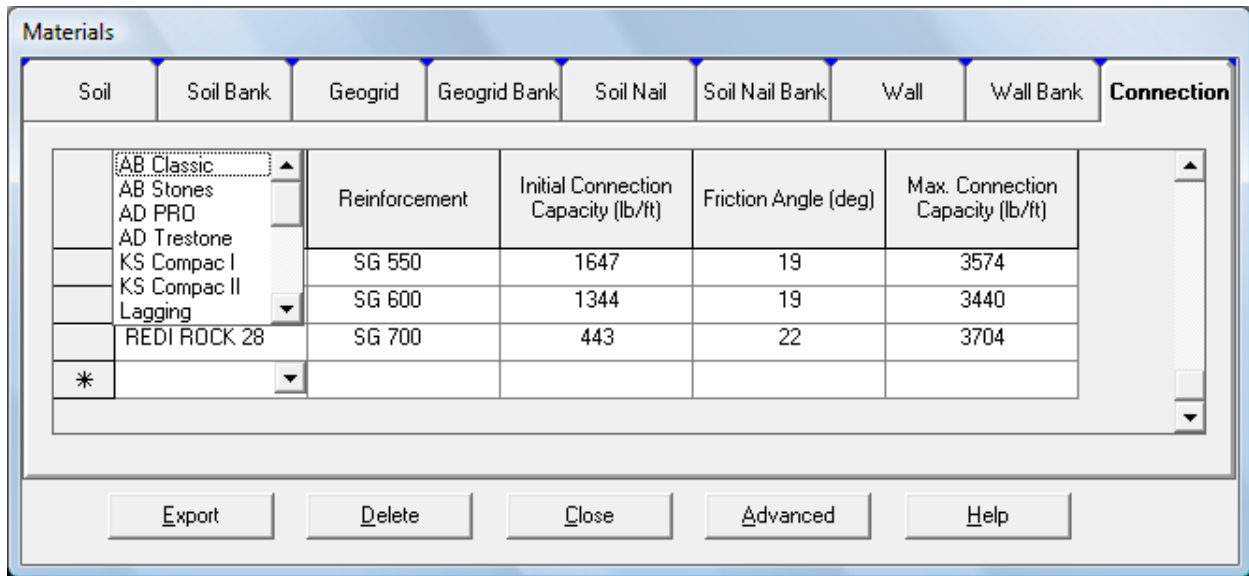 Materials
Soil Soil Bank Geogrid Geogrid Bank Soil Nail Soil Nail Bank Wall Wall Bank Connection
AB Classic
AB Stones
AD PRO
AD Trestone
KS Compac I
KS Compac II
Lagging
Reinforcement
Initial Connection
Capacity (lb/ft)
Friction Angle (deg)
Max. Connection
Capacity (lb/ft)
SG 550 1647 19 3574
SG 600 1344 19 3440
REDI ROCK 28 SG 700 443 22 3704
*
Export Delete Close Advanced Help